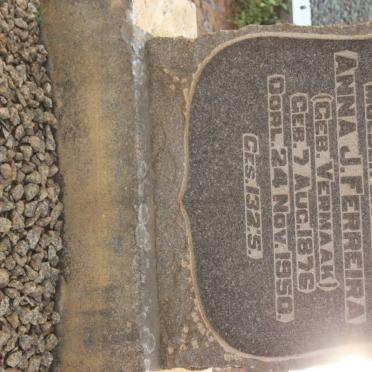 ANNA J. FERREIRA
(GEB. VERMAAK)
GEB. 7 AUG. 1876
OORL. 24 NOV. 1950
GES. 132:5.